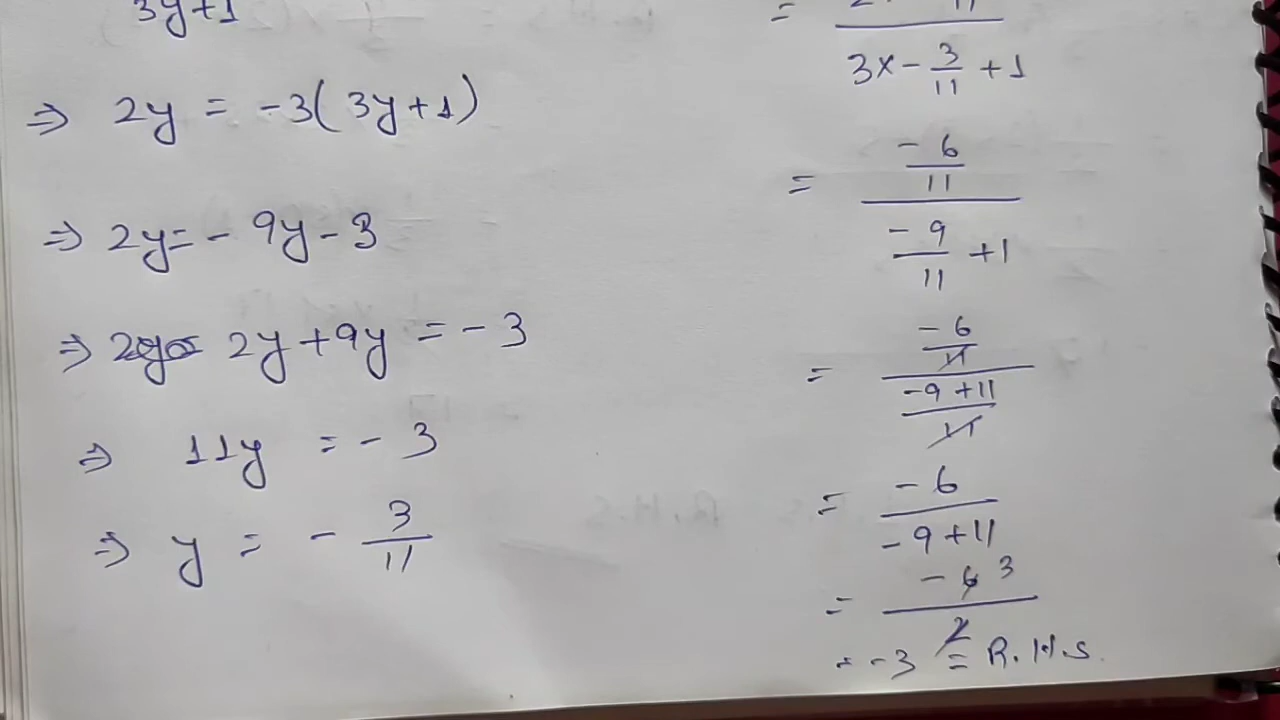 3y+1
⇒ 2y = -3(3y+1)
⇒ 2y = - 9y - 3
⇒ 2y + 9y = - 3
⇒ 11y = - 3
⇒ y = - 3/11
=
3x - 3/11 + 1
= (- 6/11) / (- 9/11 + 1)
= (- 6/11) / ((-9 + 11)/11)
= - 6 / (- 9 + 11)
= - 6 3 / 2
= -3 = R.H.S.